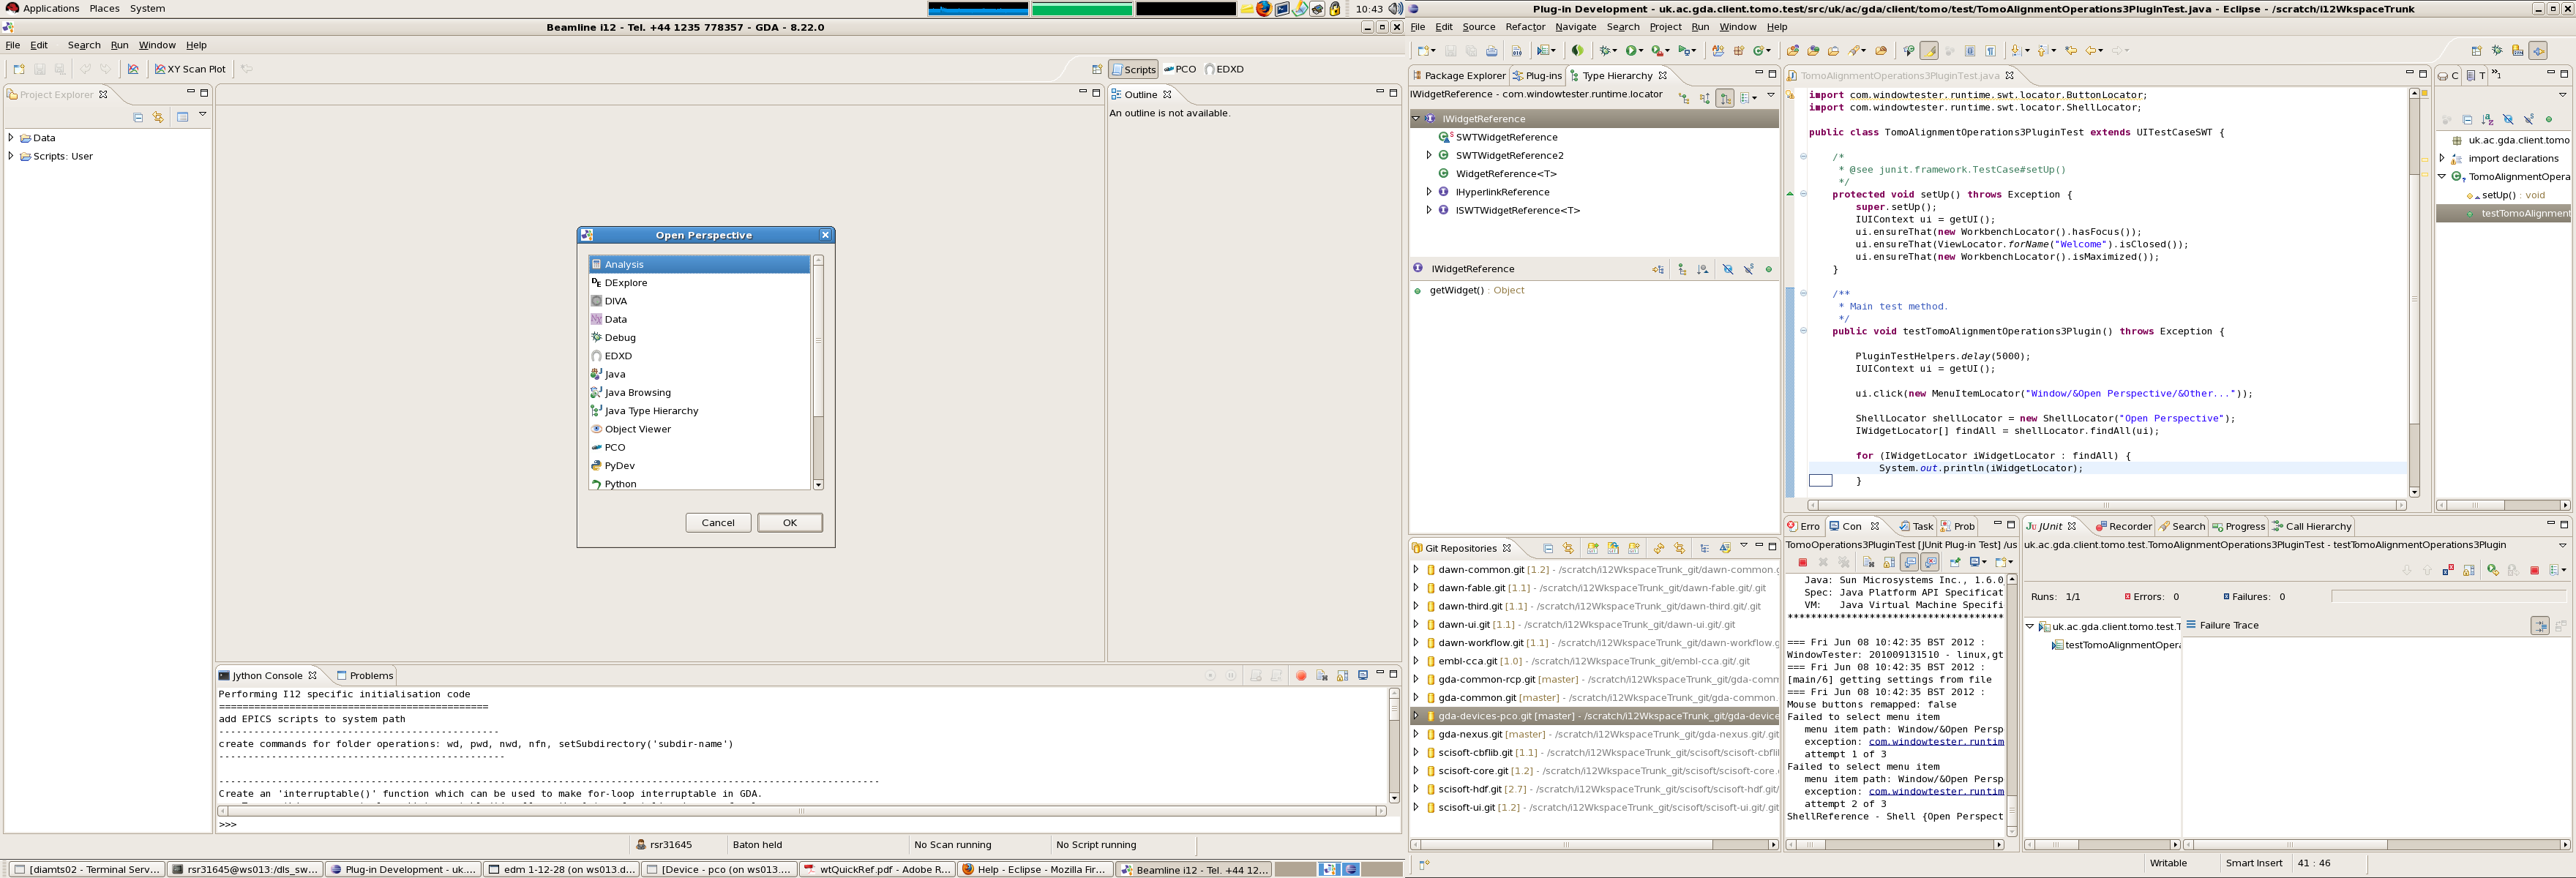 Applications Places System
10:43
Beamline i12 - Tel. +44 1235 778357 - GDA - 8.22.0
File Edit Search Run Window Help
XY Scan Plot
Scripts PCO EDXD
Project Explorer
Data
Scripts: User
Outline
An outline is not available.
Open Perspective
Analysis
DExplore
DIVA
Data
Debug
EDXD
Java
Java Browsing
Java Type Hierarchy
Object Viewer
PCO
PyDev
Python
Cancel OK
Jython Console Problems
Performing I12 specific initialisation code
===============================================
add EPICS scripts to system path
------------------------------------------------
create commands for folder operations: wd, pwd, nwd, nfn, setSubdirectory('subdir-name')
-------------------------------------------------
Create an 'interruptable()' function which can be used to make for-loop interruptable in GDA.
>>>
rsr31645 Baton held No Scan running No Script running
[diamts02 - Terminal Serv... rsr31645@ws013:/dls_sw... Plug-in Development - uk.... edm 1-12-28 (on ws013.d... [Device - pco (on ws013.... wtQuickRef.pdf - Adobe R... Help - Eclipse - Mozilla Fir... Beamline i12 - Tel. +44 12...
Plug-in Development - uk.ac.gda.client.tomo.test/src/uk/ac/gda/client/tomo/test/TomoAlignmentOperations3PluginTest.java - Eclipse - /scratch/i12WkspaceTrunk
File Edit Source Refactor Navigate Search Project Run Window Help
Package Explorer Plug-ins Type Hierarchy
IWidgetReference - com.windowtester.runtime.locator
IWidgetReference
SWTWidgetReference
SWTWidgetReference2
WidgetReference<T>
IHyperlinkReference
ISWTWidgetReference<T>
IWidgetReference
getWidget() : Object
Git Repositories
dawn-common.git [1.2] - /scratch/i12WkspaceTrunk_git/dawn-common.g
dawn-fable.git [1.1] - /scratch/i12WkspaceTrunk_git/dawn-fable.git/.git
dawn-third.git [1.1] - /scratch/i12WkspaceTrunk_git/dawn-third.git/.git
dawn-ui.git [1.1] - /scratch/i12WkspaceTrunk_git/dawn-ui.git/.git
dawn-workflow.git [1.1] - /scratch/i12WkspaceTrunk_git/dawn-workflow.g
embl-cca.git [1.0] - /scratch/i12WkspaceTrunk_git/embl-cca.git/.git
gda-common-rcp.git [master] - /scratch/i12WkspaceTrunk_git/gda-comm
gda-common.git [master] - /scratch/i12WkspaceTrunk_git/gda-common.
gda-devices-pco.git [master] - /scratch/i12WkspaceTrunk_git/gda-device
gda-nexus.git [master] - /scratch/i12WkspaceTrunk_git/gda-nexus.git/.git
scisoft-cbflib.git [1.1] - /scratch/i12WkspaceTrunk_git/scisoft/scisoft-cbfli
scisoft-core.git [1.2] - /scratch/i12WkspaceTrunk_git/scisoft/scisoft-core.
scisoft-hdf.git [2.7] - /scratch/i12WkspaceTrunk_git/scisoft/scisoft-hdf.git/
scisoft-ui.git [1.2] - /scratch/i12WkspaceTrunk_git/scisoft/scisoft-ui.git/.git
TomoAlignmentOperations3PluginTest.java
import com.windowtester.runtime.swt.locator.ButtonLocator;
import com.windowtester.runtime.swt.locator.ShellLocator;
public class TomoAlignmentOperations3PluginTest extends UITestCaseSWT {
/*
* @see junit.framework.TestCase#setUp()
*/
protected void setUp() throws Exception {
super.setUp();
IUIContext ui = getUI();
ui.ensureThat(new WorkbenchLocator().hasFocus());
ui.ensureThat(ViewLocator.forName("Welcome").isClosed());
ui.ensureThat(new WorkbenchLocator().isMaximized());
}
/**
* Main test method.
*/
public void testTomoAlignmentOperations3Plugin() throws Exception {
PluginTestHelpers.delay(5000);
IUIContext ui = getUI();
ui.click(new MenuItemLocator("Window/&Open Perspective/&Other..."));
ShellLocator shellLocator = new ShellLocator("Open Perspective");
IWidgetLocator[] findAll = shellLocator.findAll(ui);
for (IWidgetLocator iWidgetLocator : findAll) {
System.out.println(iWidgetLocator);
}
C T »1
uk.ac.gda.client.tomo
import declarations
TomoAlignmentOpera
setUp() : void
testTomoAlignment
Erro Con Task Prob
TomoOperations3PluginTest [JUnit Plug-in Test] /us
Java: Sun Microsystems Inc., 1.6.0
Spec: Java Platform API Specificat
VM: Java Virtual Machine Specifi
*************************************
=== Fri Jun 08 10:42:35 BST 2012 :
WindowTester: 201009131510 - linux,gt
=== Fri Jun 08 10:42:35 BST 2012 :
[main/6] getting settings from file
=== Fri Jun 08 10:42:35 BST 2012 :
Mouse buttons remapped: false
Failed to select menu item
menu item path: Window/&Open Persp
exception: com.windowtester.runtim
attempt 1 of 3
Failed to select menu item
menu item path: Window/&Open Persp
exception: com.windowtester.runtim
attempt 2 of 3
ShellReference - Shell {Open Perspect
JUnit Recorder Search Progress Call Hierarchy
uk.ac.gda.client.tomo.test.TomoAlignmentOperations3PluginTest - testTomoAlignmentOperations3Plugin
Runs: 1/1 Errors: 0 Failures: 0
uk.ac.gda.client.tomo.test.T
testTomoAlignmentOpera
Failure Trace
Writable Smart Insert 41 : 46